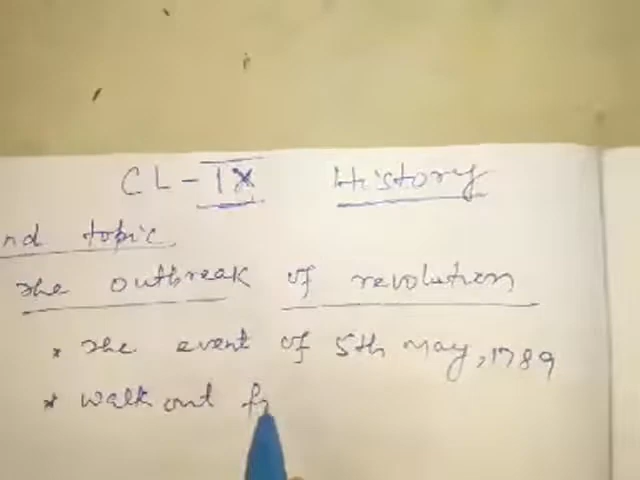 CL-IX History
nd topic.
The outbreak of revolution
* The event of 5th May, 1789
* Walk out f